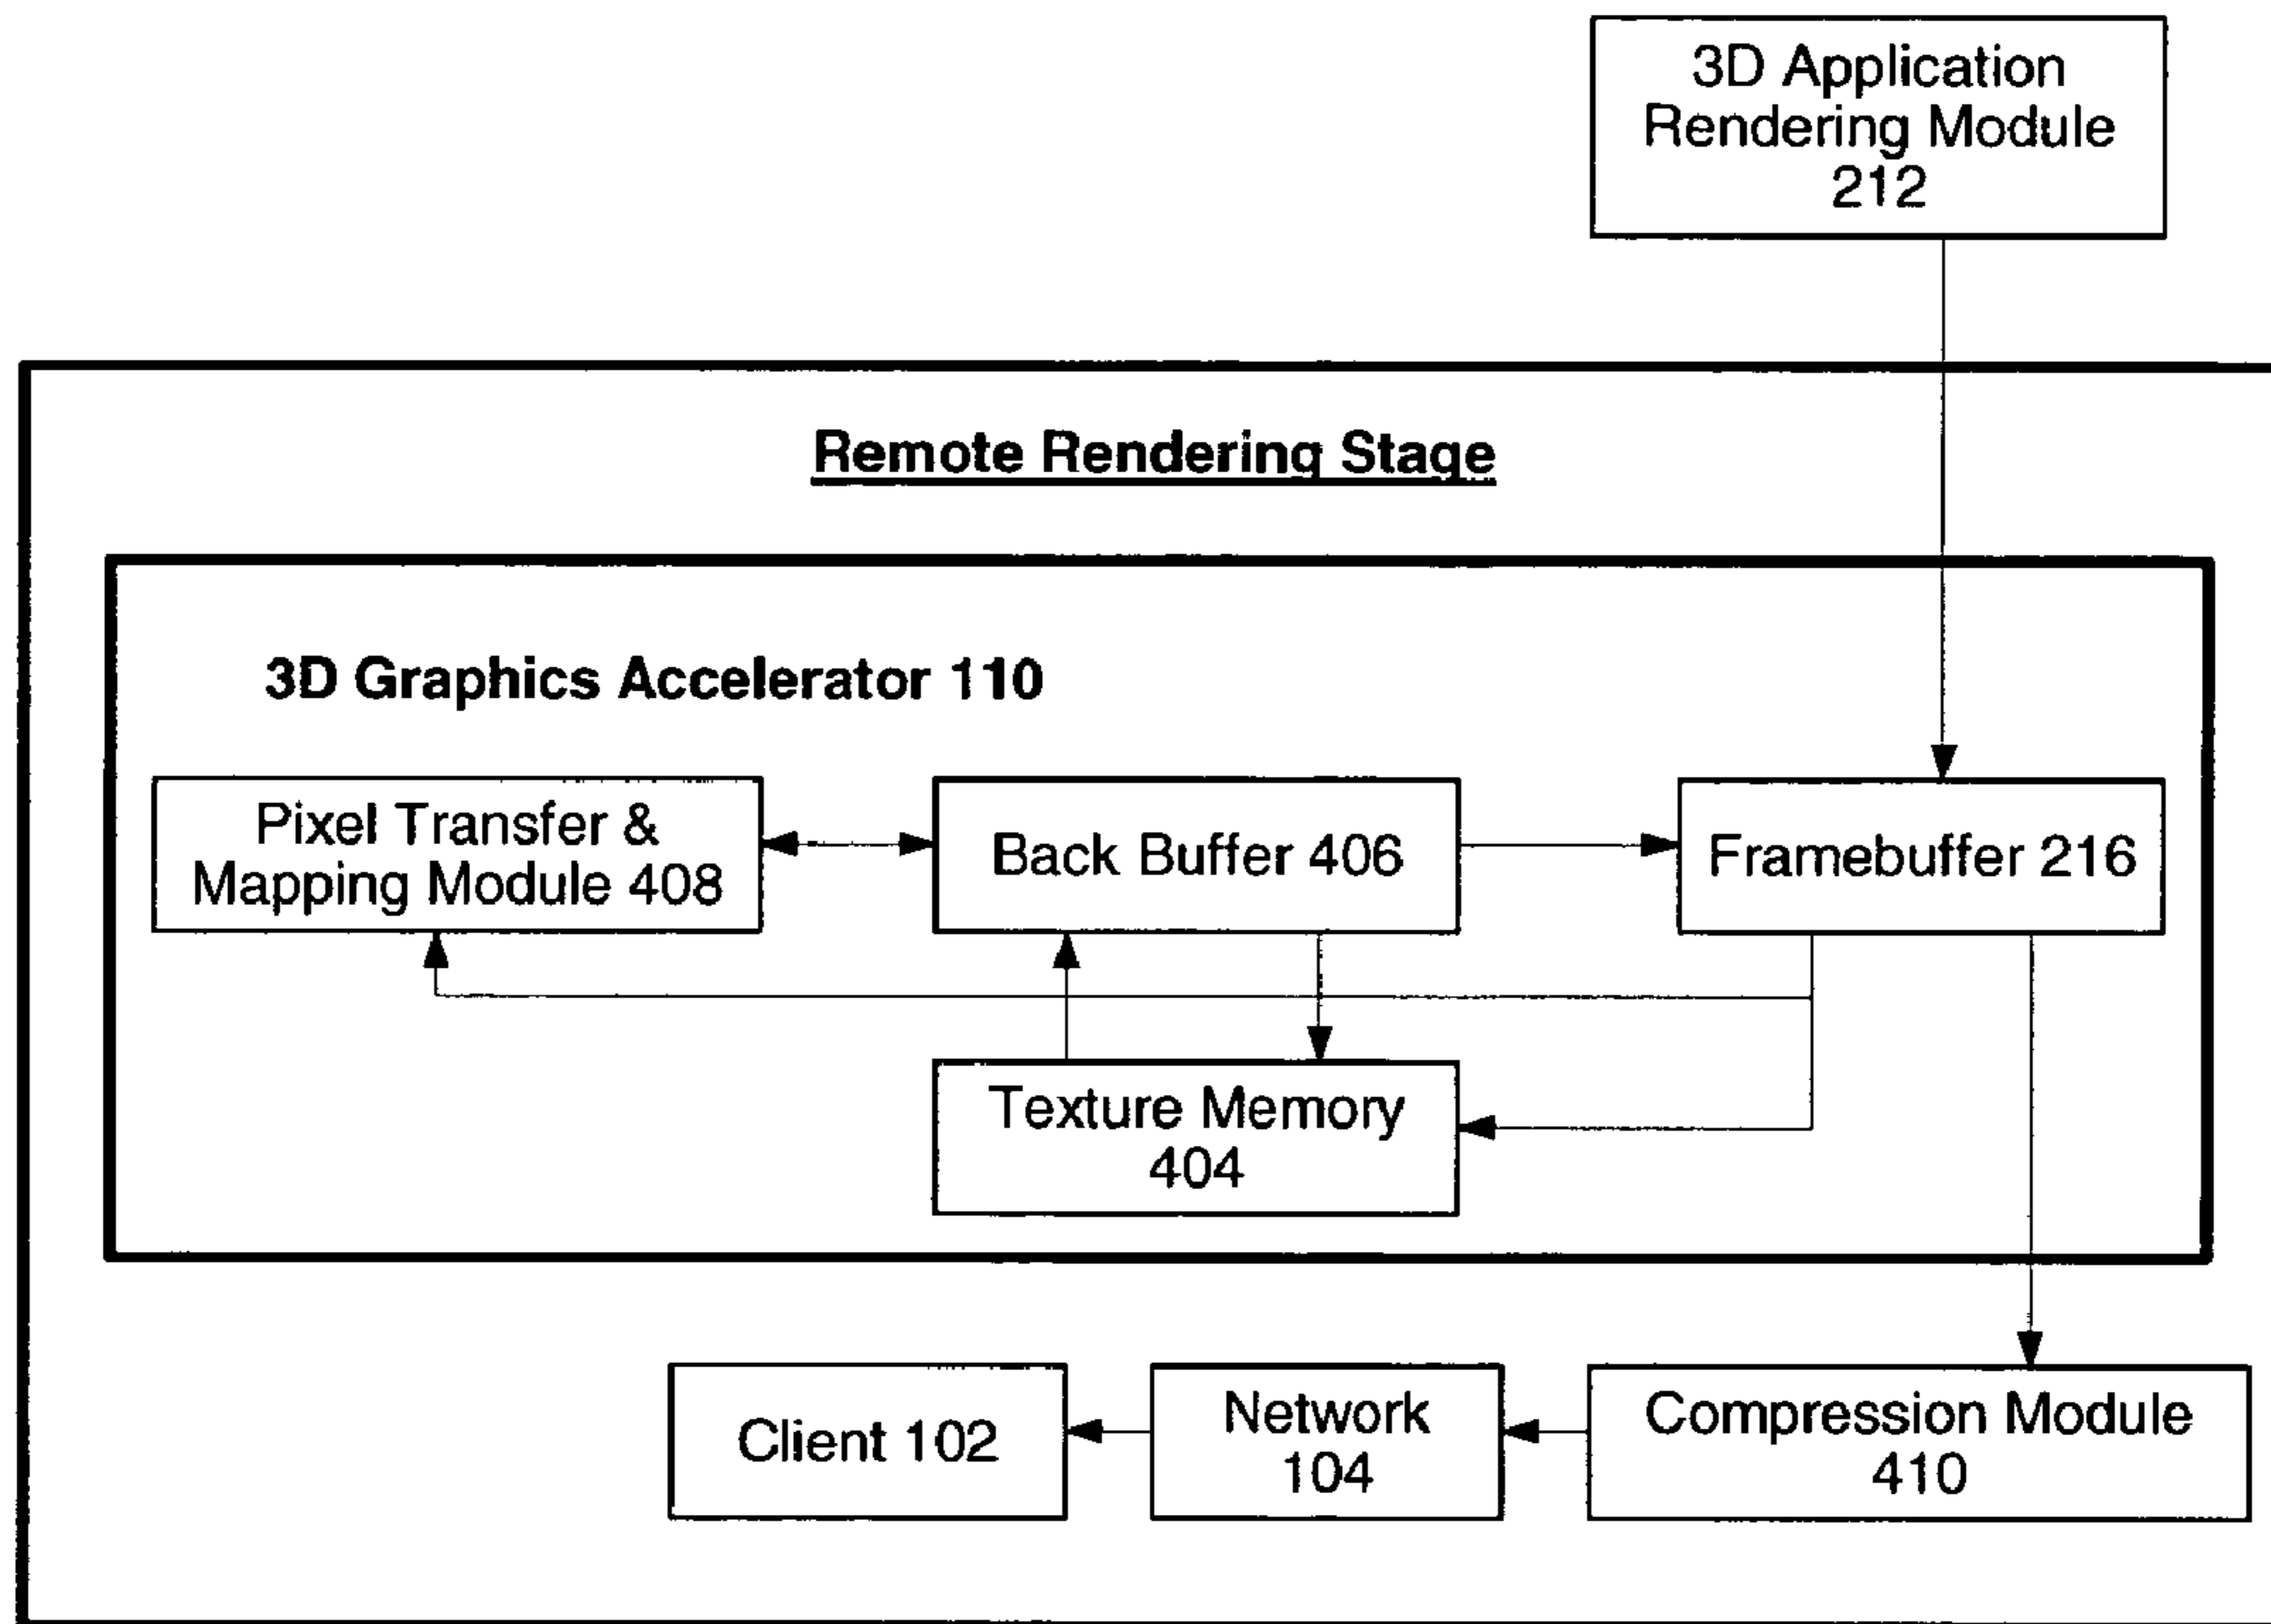 3D Application
Rendering Module
212
Remote Rendering Stage
3D Graphics Accelerator 110
Pixel Transfer &
Mapping Module 408
Back Buffer 406
Framebuffer 216
Texture Memory
404
Client 102
Network
104
Compression Module
410